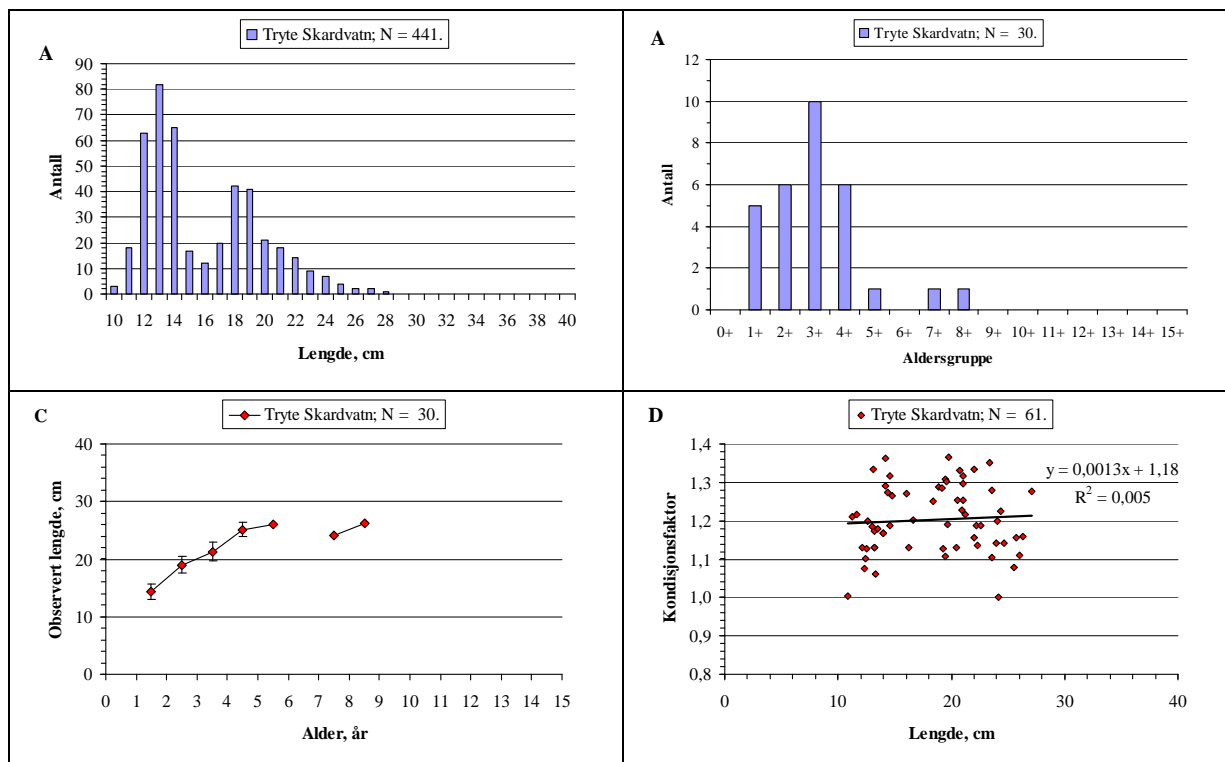 A
Tryte Skardvatn; N = 441.
Antall
90
80
70
60
50
40
30
20
10
0
10 12 14 16 18 20 22 24 26 28 30 32 34 36 38 40
Lengde, cm
A
Tryte Skardvatn; N = 30.
Antall
12
10
8
6
4
2
0
0+ 1+ 2+ 3+ 4+ 5+ 6+ 7+ 8+ 9+ 10+ 11+ 12+ 13+ 14+ 15+
Aldersgruppe
C
Tryte Skardvatn; N = 30.
Observert lengde, cm
40
30
20
10
0
0 1 2 3 4 5 6 7 8 9 10 11 12 13 14 15
Alder, år
D
Tryte Skardvatn; N = 61.
Kondisjonsfaktor
1,4
1,3
1,2
1,1
1,0
0,9
0,8
y = 0,0013x + 1,18
R² = 0,005
0 10 20 30 40
Lengde, cm